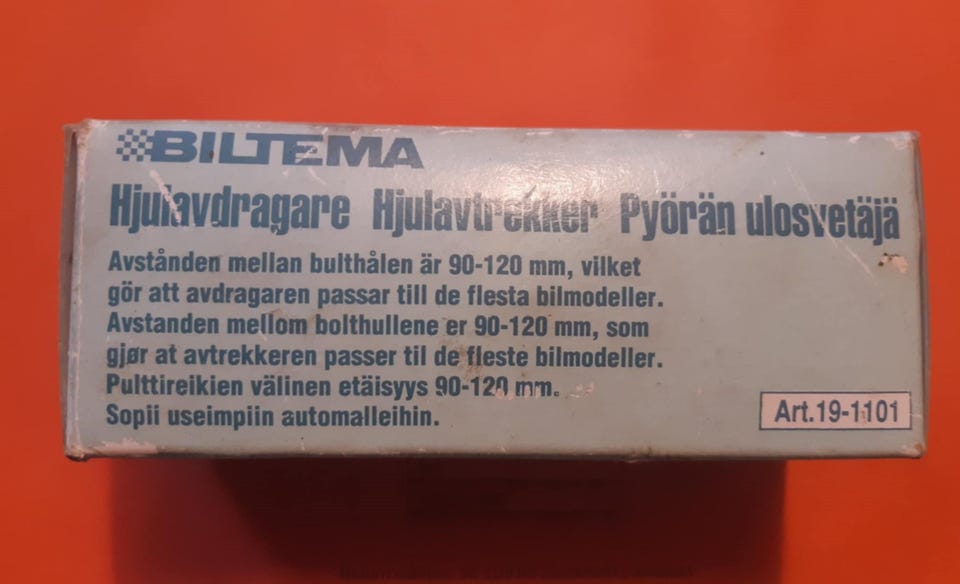 BILTEMA
Hjulavdragare Hjulavtrekker Pyörän ulosvetäjä
Avstånden mellan bulthålen är 90-120 mm, vilket
gör att avdragaren passar till de flesta bilmodeller.
Avstanden mellom bolthullene er 90-120 mm, som
gjør at avtrekkeren passer til de fleste bilmodeller.
Pulttireikien välinen etäisyys 90-120 mm.
Sopii useimpiin automalleihin.
Art.19-1101